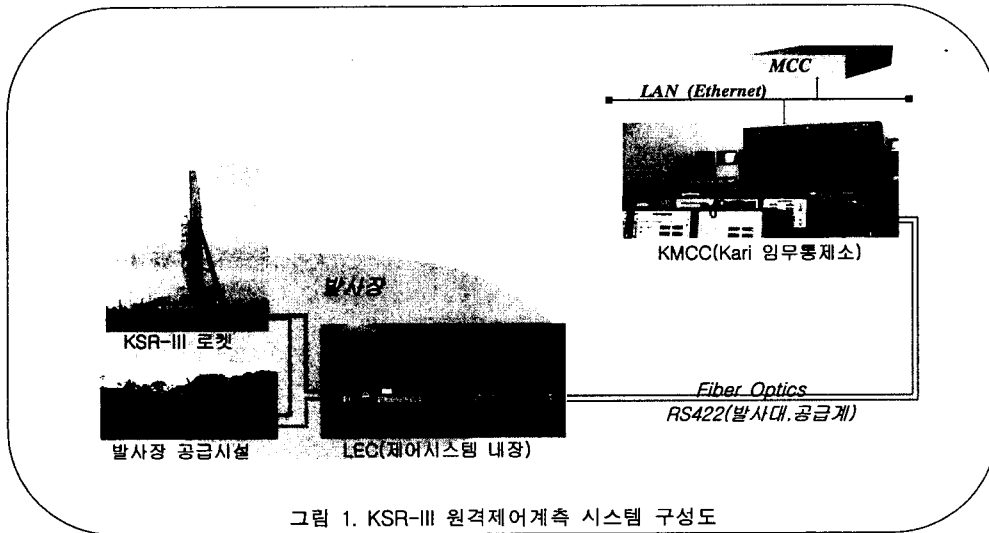 MCC
LAN (Ethernet)
KMCC(Kari 임무통제소)
발사장
KSR-III 로켓
발사장 공급시설
LEC(제어시스템 내장)
Fiber Optics
RS422(발사대,공급계)
그림 1. KSR-III 원격제어계측 시스템 구성도